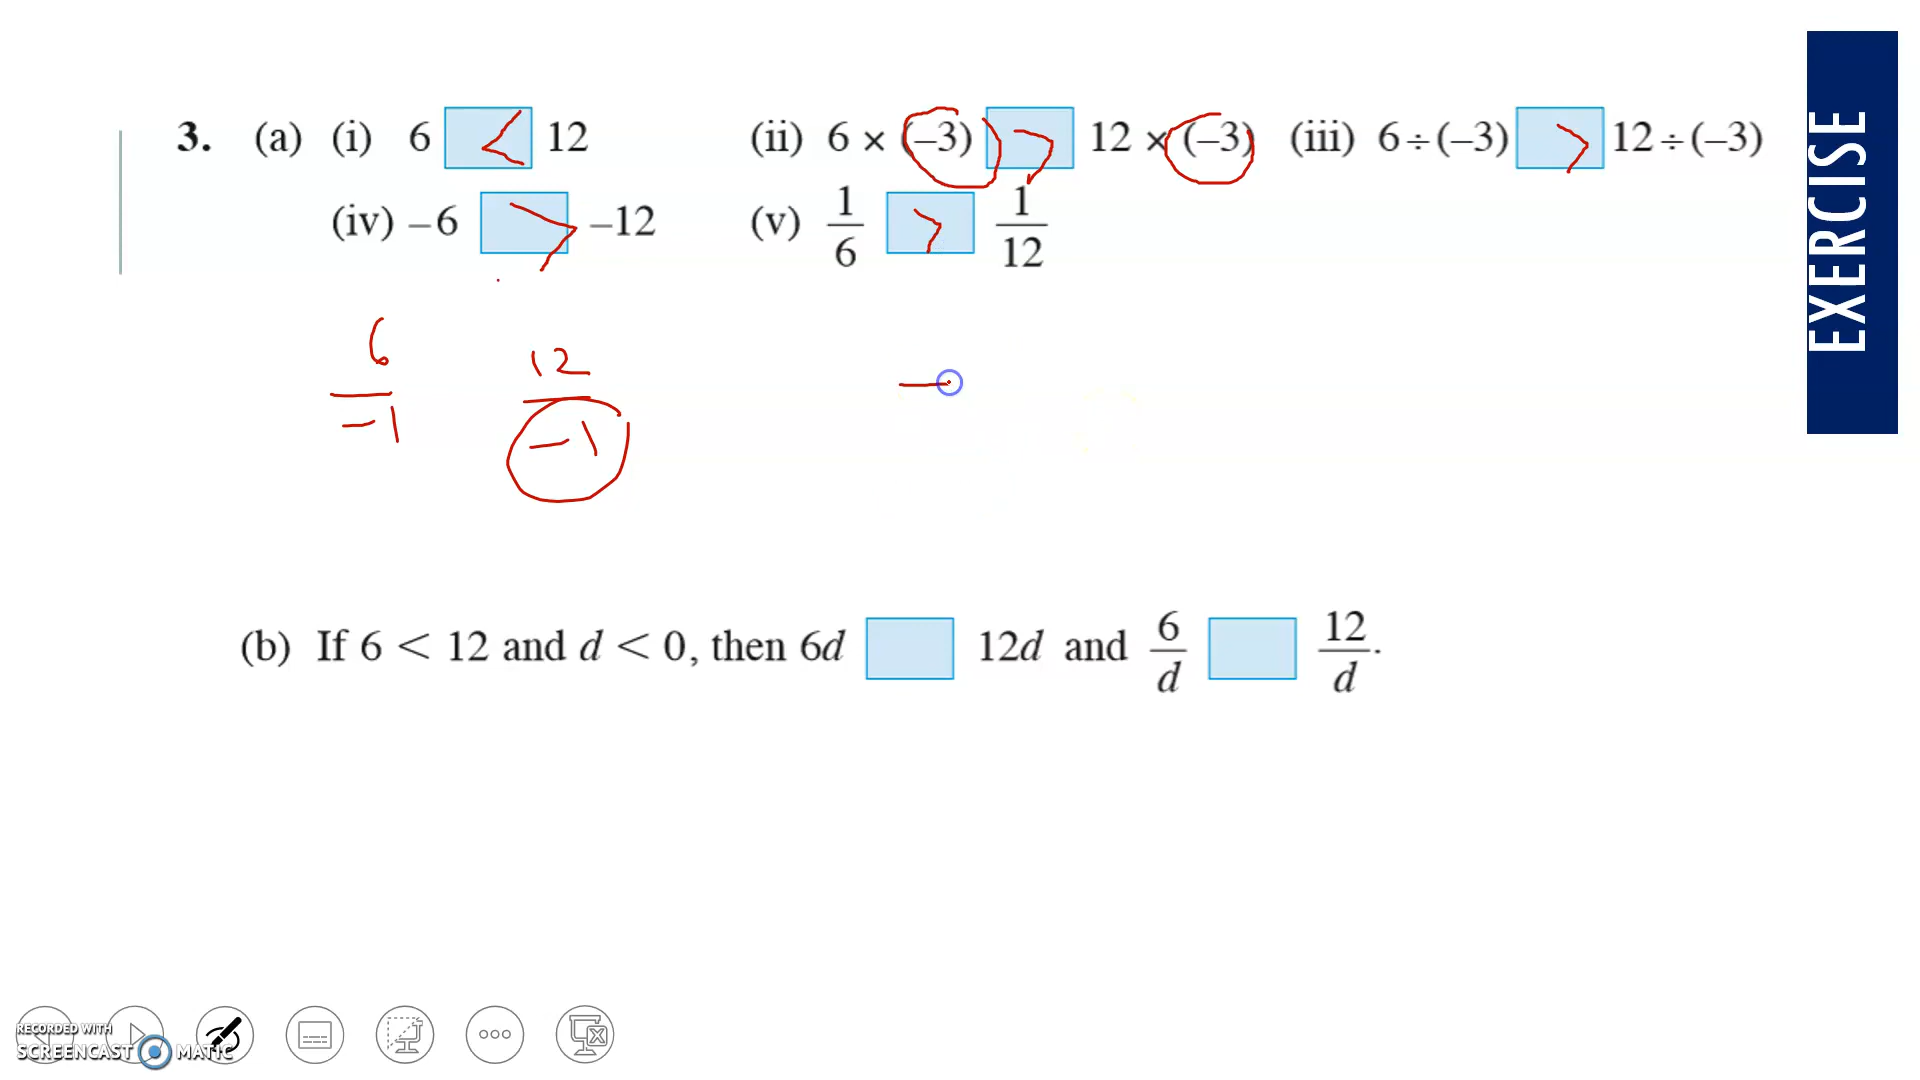 3. (a) (i) 6 < 12 (ii) 6 × (–3) > 12 × (–3) (iii) 6 ÷ (–3) > 12 ÷ (–3)
(iv) –6 > –12 (v) 1/6 > 1/12
6/–1 12/–1
(b) If 6 < 12 and d < 0, then 6d 12d and 6/d 12/d.
EXERCISE
RECORDED WITH
SCREENCAST MATIC